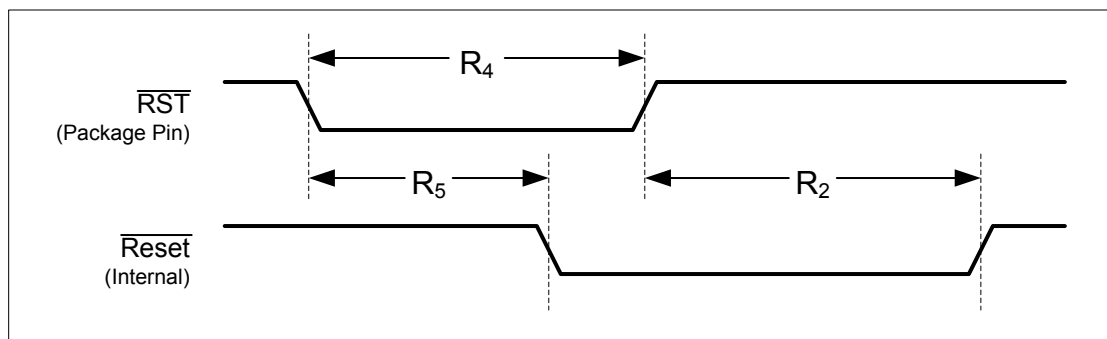 R₄
RST
(Package Pin)
R₅
R₂
Reset
(Internal)